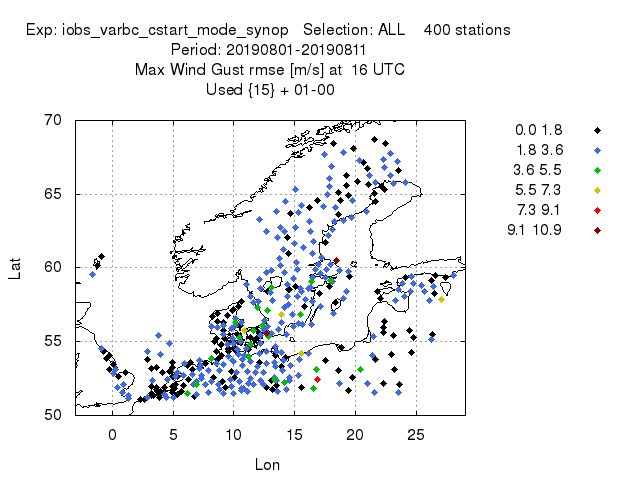 Exp: iobs_varbc_cstart_mode_synop Selection: ALL 400 stations
Period: 20190801-20190811
Max Wind Gust rmse [m/s] at 16 UTC
Used {15} + 01-00
70
65
60
55
50
0 5 10 15 20 25
Lat
Lon
0.0 1.8
1.8 3.6
3.6 5.5
5.5 7.3
7.3 9.1
9.1 10.9